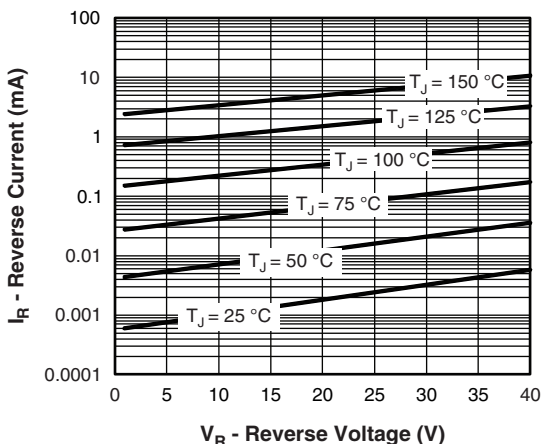 I_R - Reverse Current (mA)
100
10
1
0.1
0.01
0.001
0.0001
T_J = 150 °C
T_J = 125 °C
T_J = 100 °C
T_J = 75 °C
T_J = 50 °C
T_J = 25 °C
0 5 10 15 20 25 30 35 40
V_R - Reverse Voltage (V)